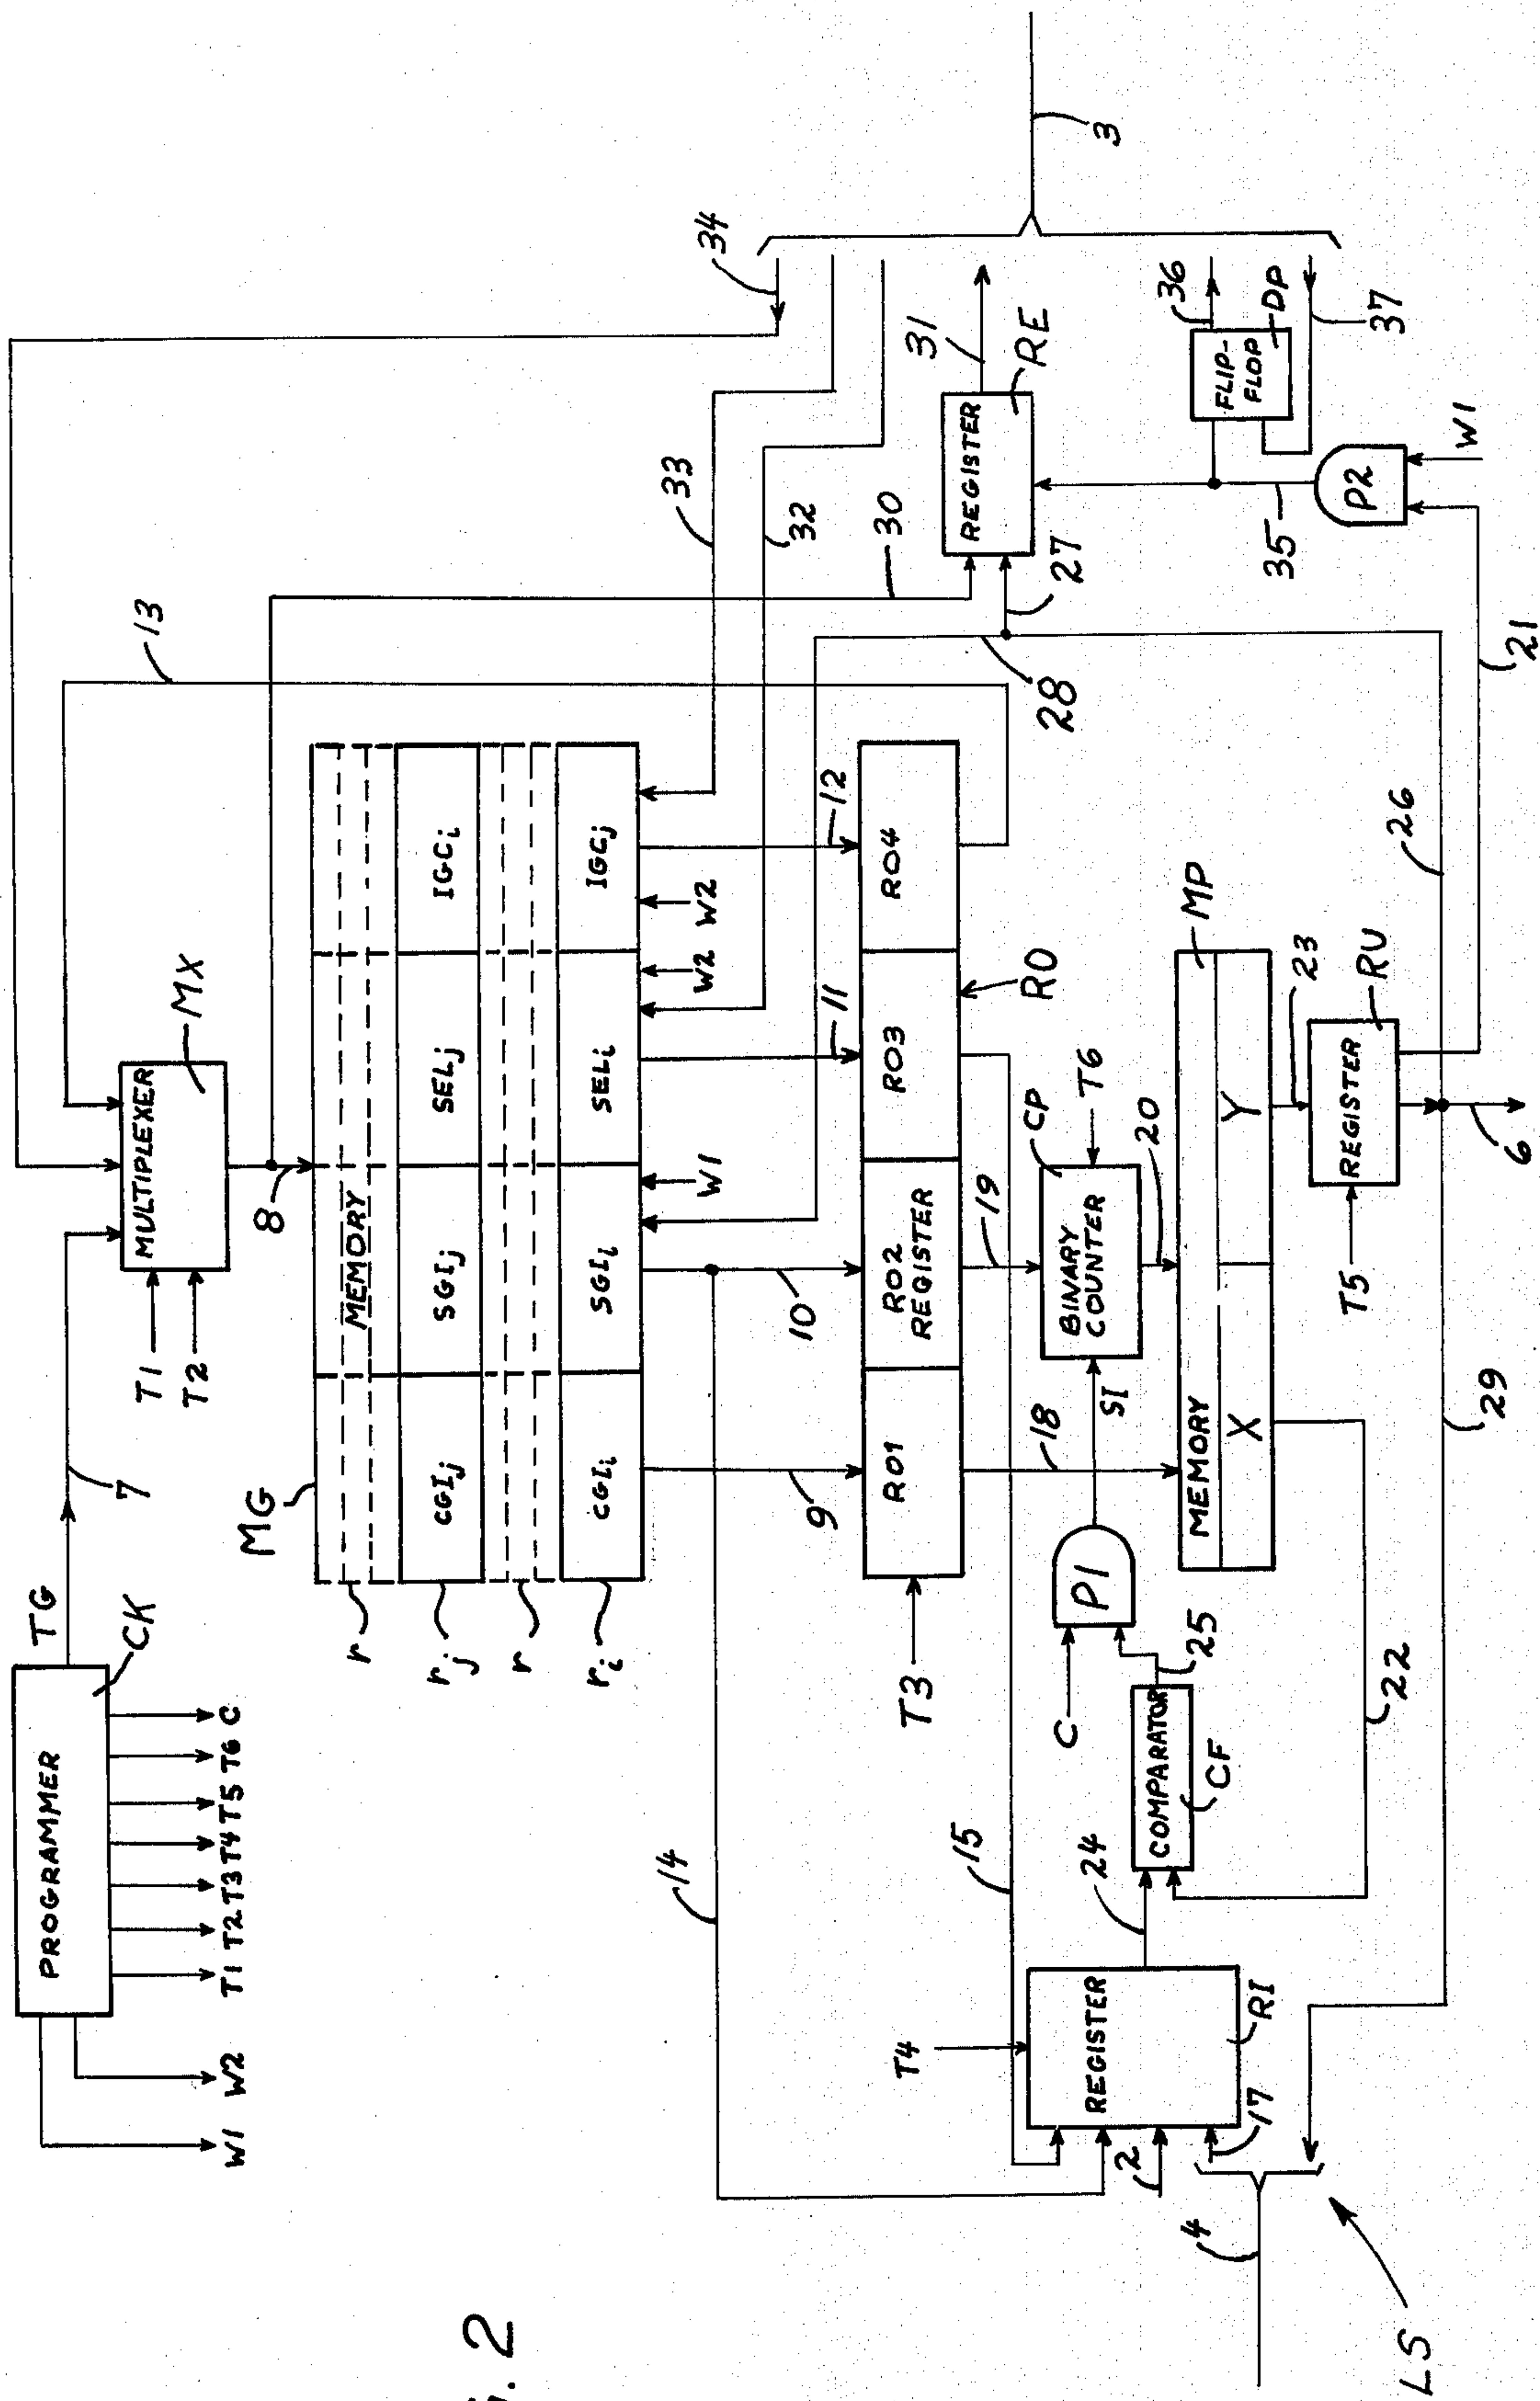 PROGRAMMER
CK
TG
7
W1
W2
T1
T2
T3
T4
T5
T6
C
T1
T2
MULTIPLEXER
MX
13
34
8
MG
MEMORY
r
rj
r
ri
CGIj
SGIj
SELj
IGCi
CGIi
SGIi
SELi
IGCj
W1
W2
W2
33
32
30
3
14
9
10
11
12
T3
RO1
RO2
REGISTER
RO3
RO4
RO
28
27
REGISTER
RE
31
15
18
19
T4
REGISTER
RI
2
17
4
24
COMPARATOR
CF
25
C
P1
SI
BINARY
COUNTER
CP
T6
20
MEMORY
MP
X
Y
22
23
T5
REGISTER
RU
26
29
6
21
P2
W1
35
FLIP-
FLOP
DP
36
37
LS
G. 2